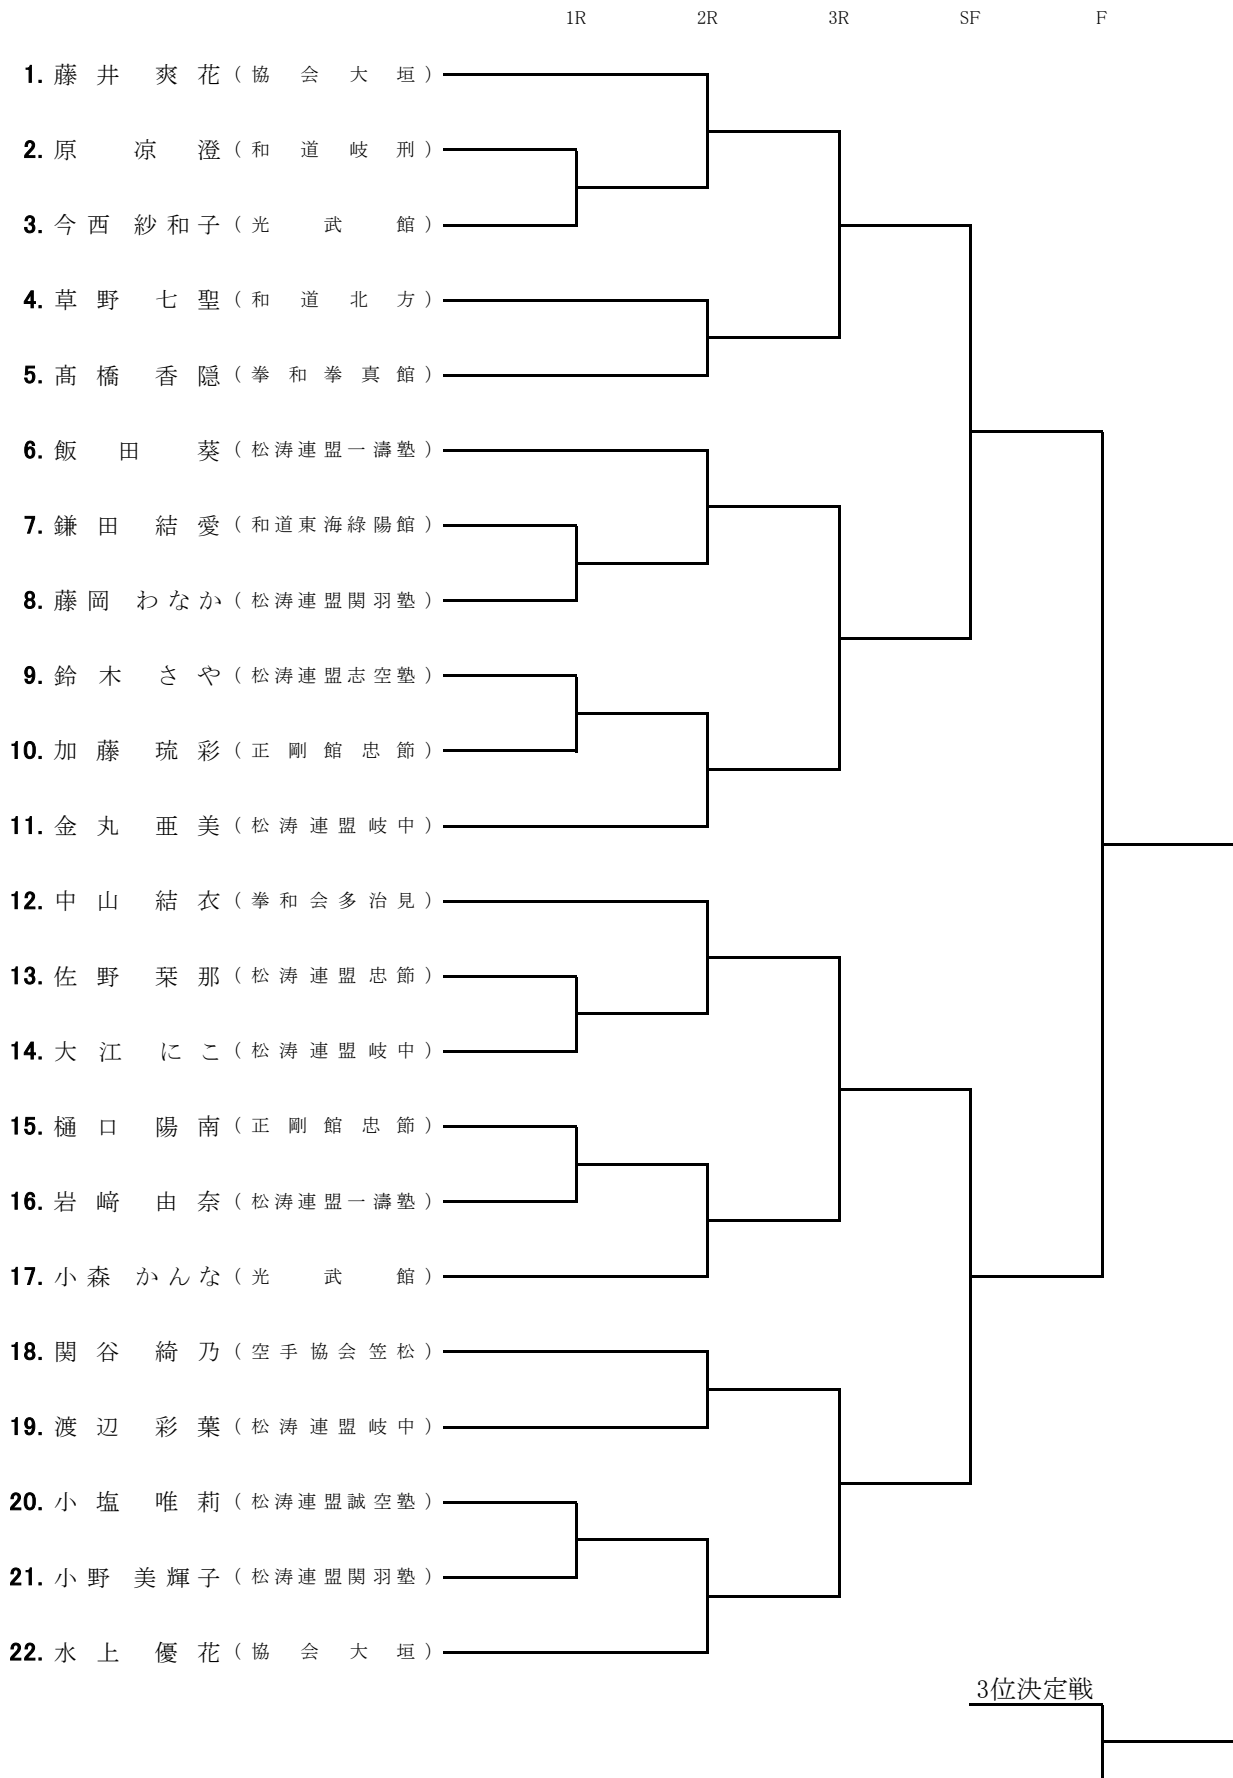 1R 2R 3R SF F
1. 藤井 爽花 (協会大垣)
2. 原 凉澄 (和道岐刑)
3. 今西 紗和子 (光武館)
4. 草野 七聖 (和道北方)
5. 髙橋 香隠 (拳和拳真館)
6. 飯田 葵 (松涛連盟一濤塾)
7. 鎌田 結愛 (和道東海緑陽館)
8. 藤岡 わなか (松涛連盟関羽塾)
9. 鈴木 さや (松涛連盟志空塾)
10. 加藤 琉彩 (正剛館忠節)
11. 金丸 亜美 (松涛連盟岐中)
12. 中山 結衣 (拳和会多治見)
13. 佐野 栞那 (松涛連盟忠節)
14. 大江 にこ (松涛連盟岐中)
15. 樋口 陽南 (正剛館忠節)
16. 岩﨑 由奈 (松涛連盟一濤塾)
17. 小森 かんな (光武館)
18. 関谷 綺乃 (空手協会笠松)
19. 渡辺 彩葉 (松涛連盟岐中)
20. 小塩 唯莉 (松涛連盟誠空塾)
21. 小野 美輝子 (松涛連盟関羽塾)
22. 水上 優花 (協会大垣)
3位決定戦